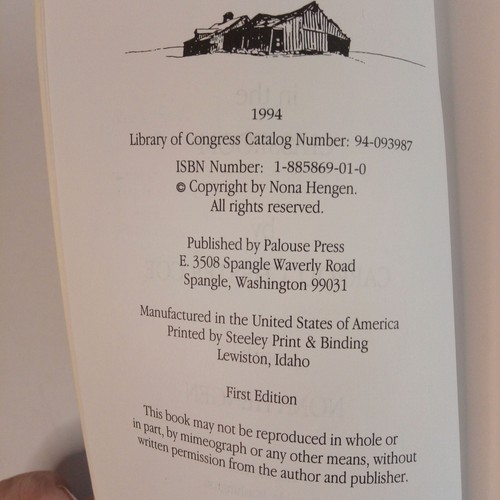 1994
Library of Congress Catalog Number: 94-093987
ISBN Number: 1-885869-01-0
© Copyright by Nona Hengen.
All rights reserved.
Published by Palouse Press
E. 3508 Spangle Waverly Road
Spangle, Washington 99031
Manufactured in the United States of America
Printed by Steeley Print & Binding
Lewiston, Idaho
First Edition
This book may not be reproduced in whole or
in part, by mimeograph or any other means, without
written permission from the author and publisher.